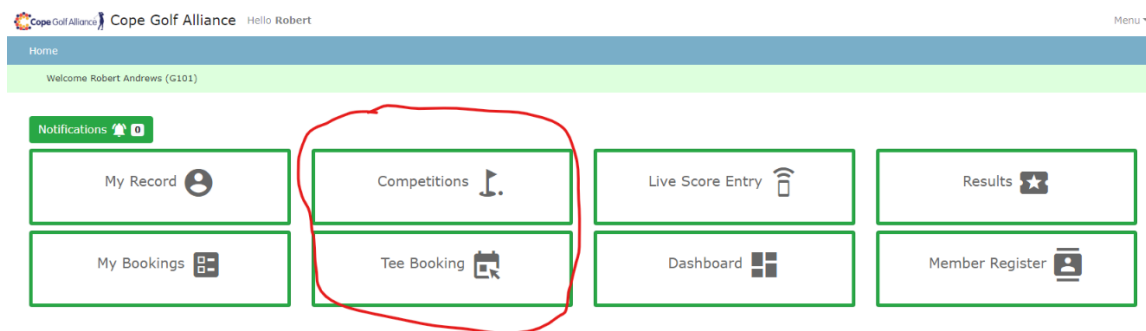 Cope Golf Alliance Cope Golf Alliance Hello Robert Menu
Home
Welcome Robert Andrews (G101)
Notifications 0
My Record Competitions Live Score Entry Results
My Bookings Tee Booking Dashboard Member Register